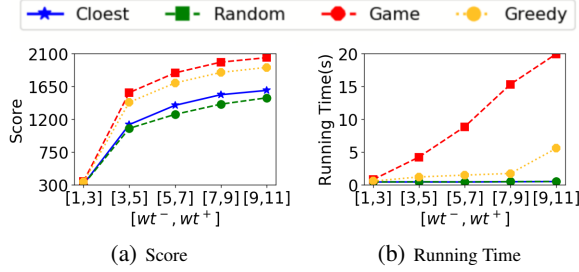 Cloest Random Game Greedy
2100
1650
1200
750
300
Score
[1,3] [3,5] [5,7] [7,9] [9,11]
[wt⁻, wt⁺]
(a) Score
20
15
10
5
0
Running Time(s)
[1,3] [3,5] [5,7] [7,9] [9,11]
[wt⁻, wt⁺]
(b) Running Time